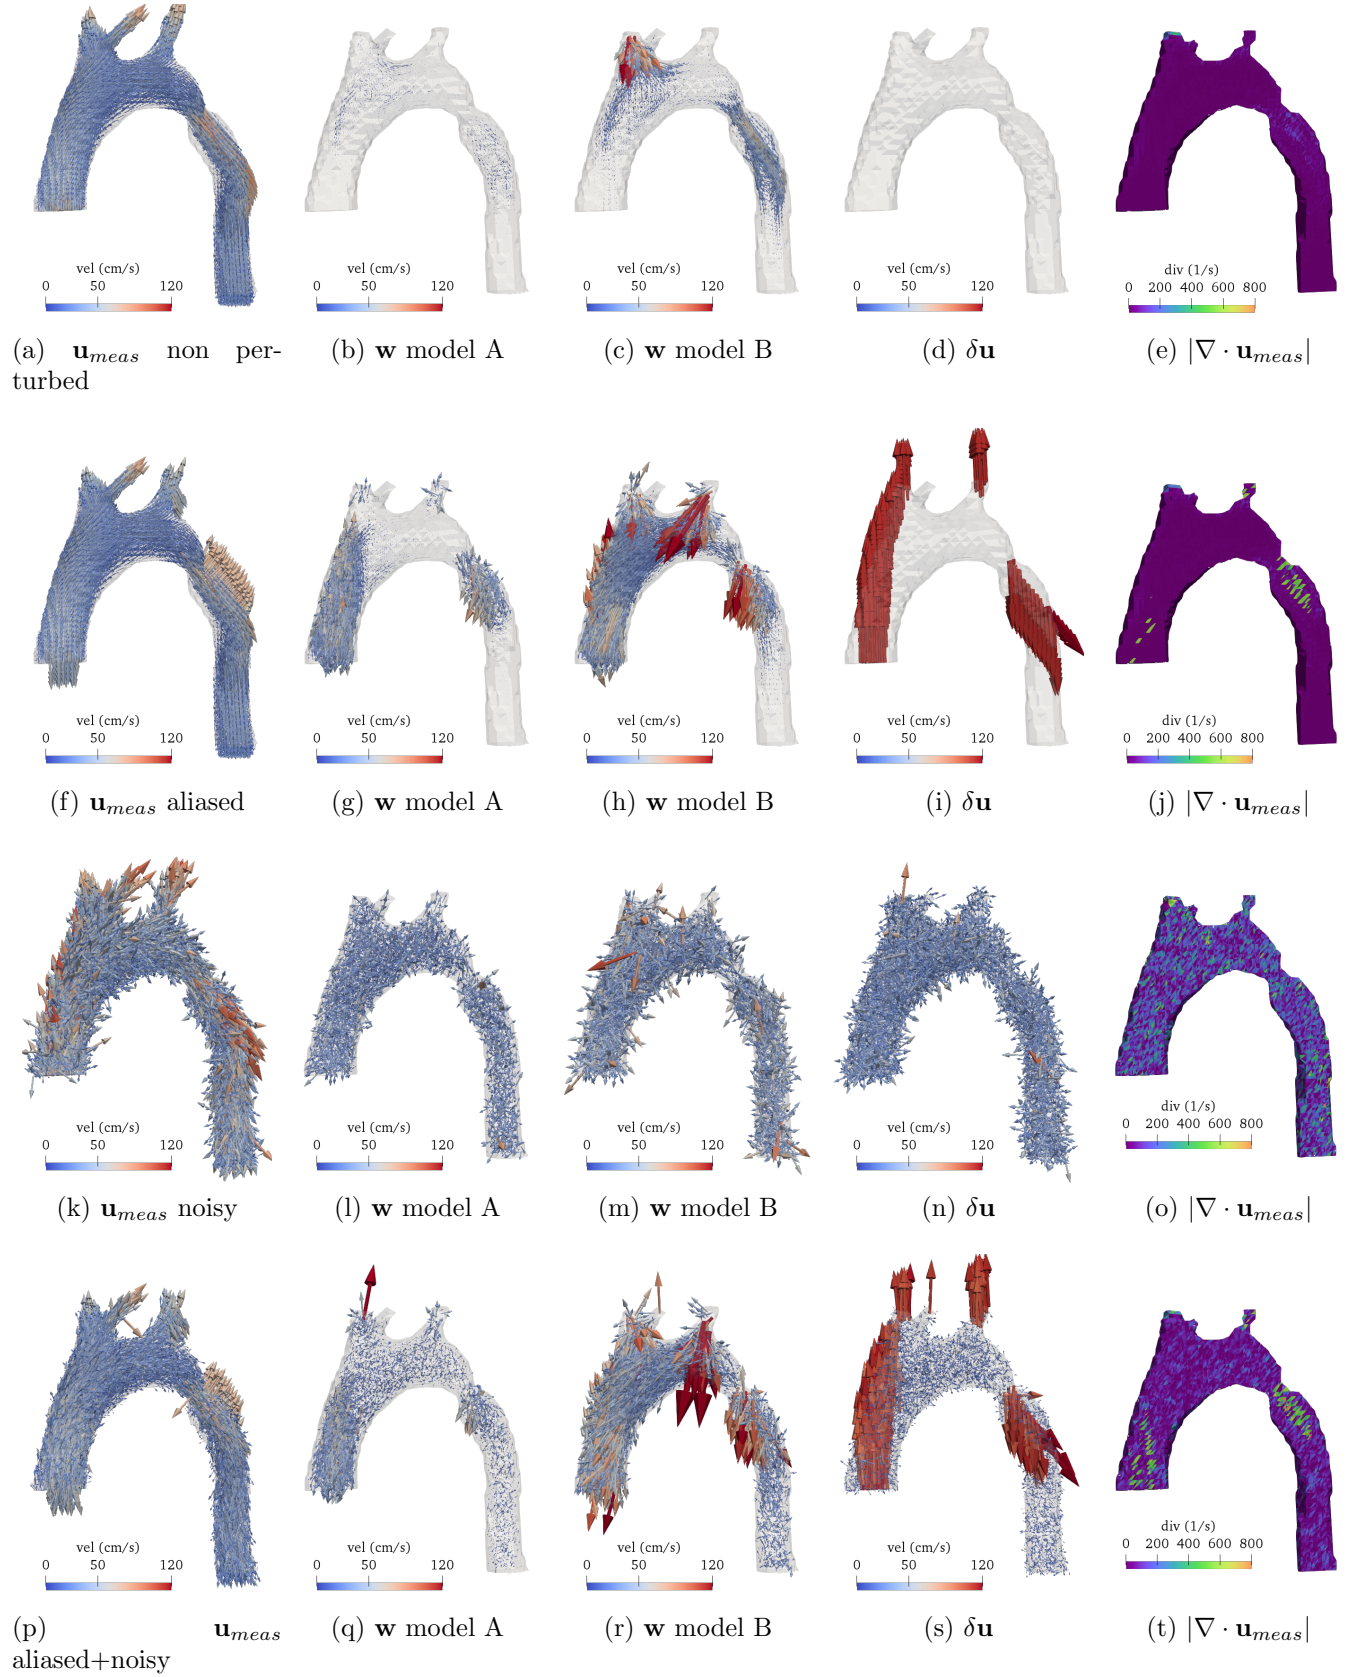 vel (cm/s) vel (cm/s) vel (cm/s) vel (cm/s) div (1/s)
0 50 120 0 50 120 0 50 120 0 50 120 0 200 400 600 800
(a) u_meas non per- (b) w model A (c) w model B (d) δu (e) |∇ · u_meas|
turbed
vel (cm/s) vel (cm/s) vel (cm/s) vel (cm/s) div (1/s)
0 50 120 0 50 120 0 50 120 0 50 120 0 200 400 600 800
(f) u_meas aliased (g) w model A (h) w model B (i) δu (j) |∇ · u_meas|
vel (cm/s) vel (cm/s) vel (cm/s) vel (cm/s) div (1/s)
0 50 120 0 50 120 0 50 120 0 50 120 0 200 400 600 800
(k) u_meas noisy (l) w model A (m) w model B (n) δu (o) |∇ · u_meas|
vel (cm/s) vel (cm/s) vel (cm/s) vel (cm/s) div (1/s)
0 50 120 0 50 120 0 50 120 0 50 120 0 200 400 600 800
(p) u_meas (q) w model A (r) w model B (s) δu (t) |∇ · u_meas|
aliased+noisy